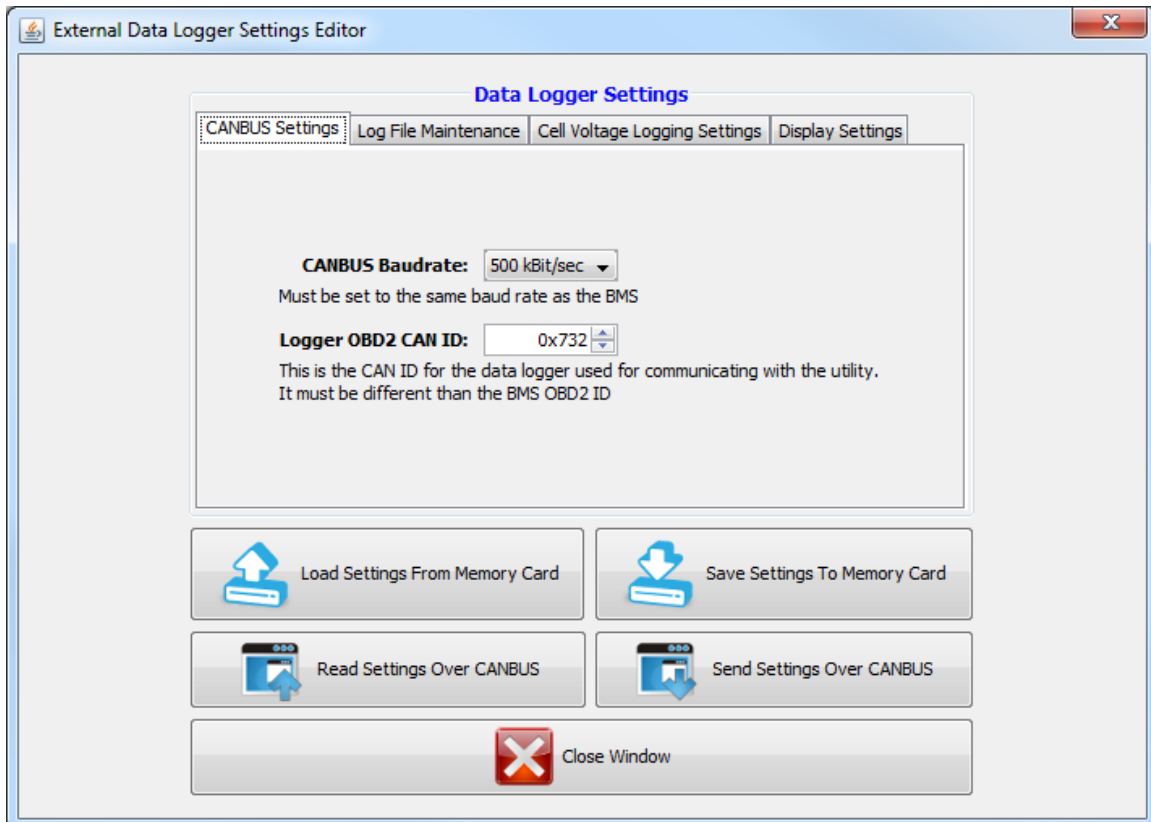 External Data Logger Settings Editor
Data Logger Settings
CANBUS Settings
Log File Maintenance
Cell Voltage Logging Settings
Display Settings
CANBUS Baudrate: 500 kBit/sec
Must be set to the same baud rate as the BMS
Logger OBD2 CAN ID: 0x732
This is the CAN ID for the data logger used for communicating with the utility.
It must be different than the BMS OBD2 ID
Load Settings From Memory Card
Save Settings To Memory Card
Read Settings Over CANBUS
Send Settings Over CANBUS
Close Window